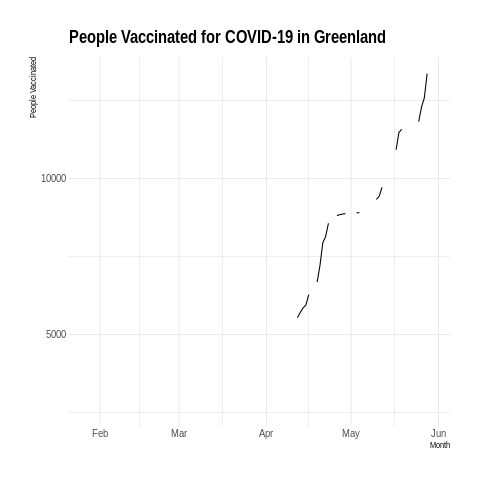 People Vaccinated for COVID-19 in Greenland
People Vaccinated
10000
5000
Feb Mar Apr May Jun
Month